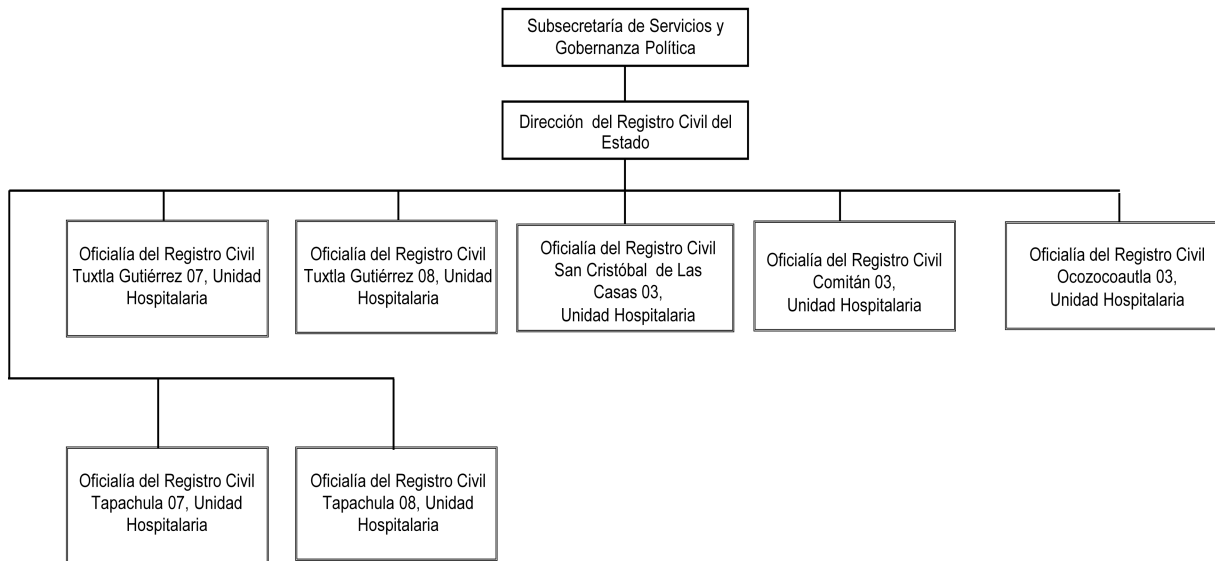 Subsecretaría de Servicios y
Gobernanza Política
Dirección del Registro Civil del
Estado
Oficialía del Registro Civil
Tuxtla Gutiérrez 07, Unidad
Hospitalaria
Oficialía del Registro Civil
Tuxtla Gutiérrez 08, Unidad
Hospitalaria
Oficialía del Registro Civil
San Cristóbal de Las
Casas 03,
Unidad Hospitalaria
Oficialía del Registro Civil
Comitán 03,
Unidad Hospitalaria
Oficialía del Registro Civil
Ocozocoautla 03,
Unidad Hospitalaria
Oficialía del Registro Civil
Tapachula 07, Unidad
Hospitalaria
Oficialía del Registro Civil
Tapachula 08, Unidad
Hospitalaria